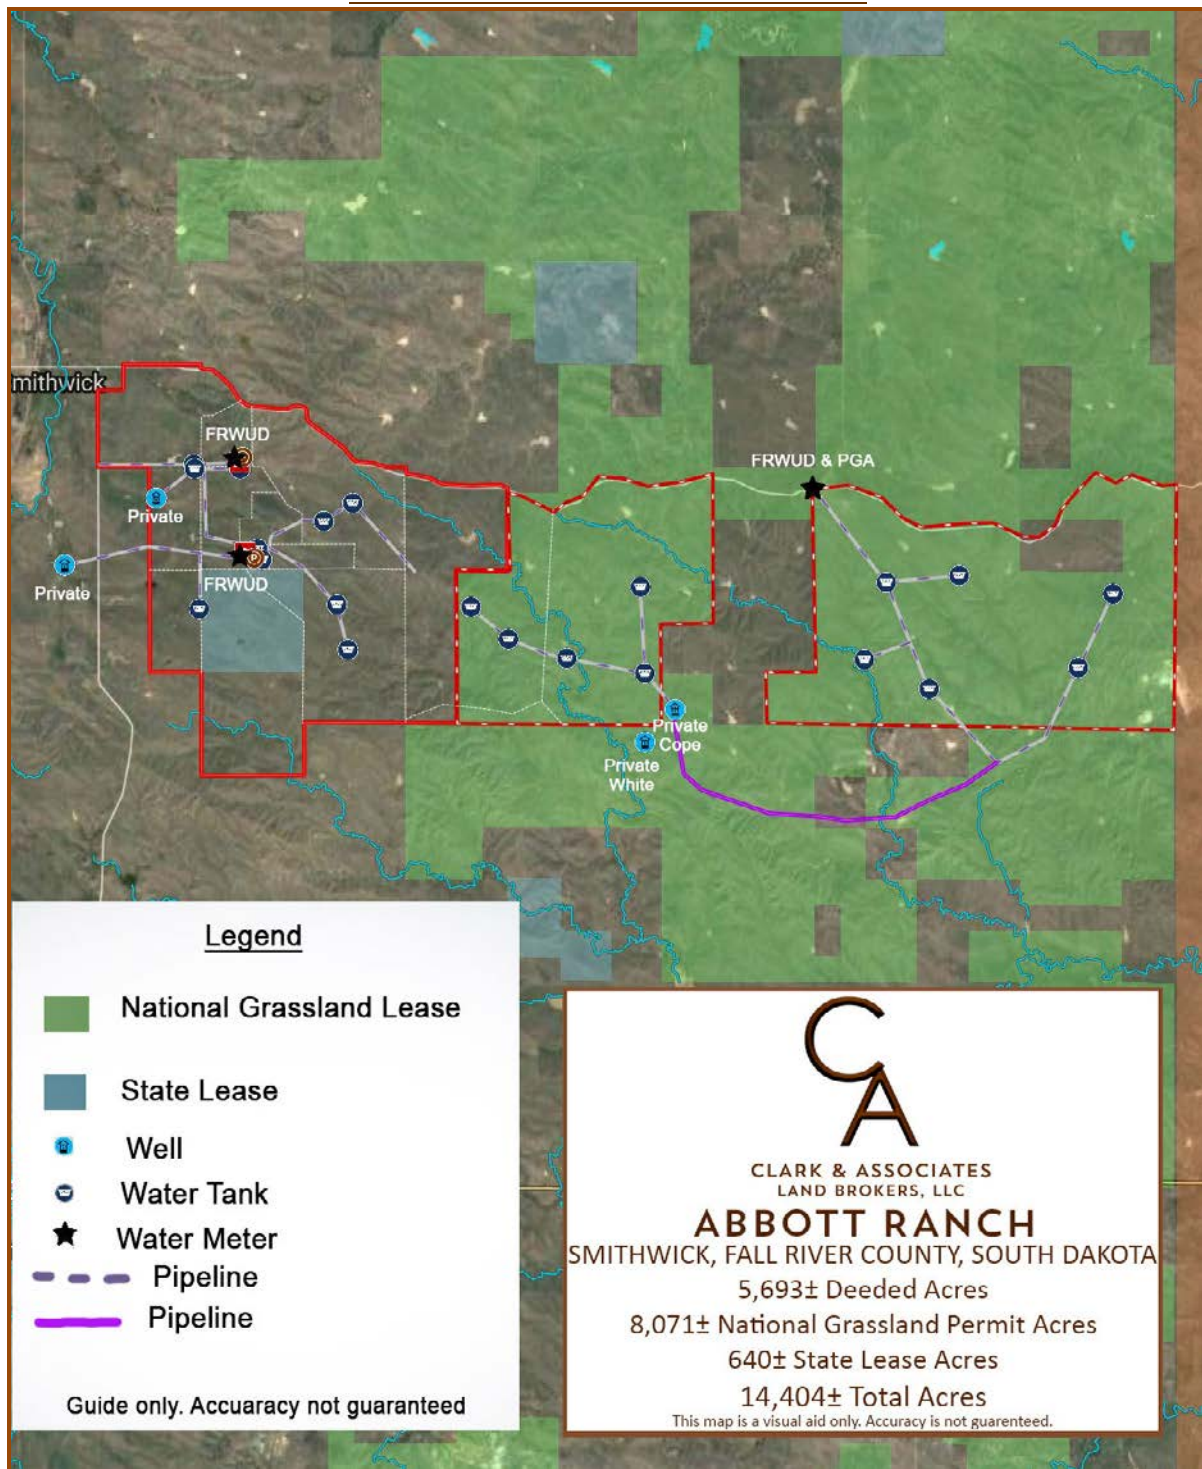 mithwick
FRWUD
Private
Private
FRWUD
FRWUD & PGA
Private
Cope
Private
White
Legend
National Grassland Lease
State Lease
Well
Water Tank
Water Meter
Pipeline
Pipeline
Guide only. Accuaracy not guaranteed
CA
CLARK & ASSOCIATES
LAND BROKERS, LLC
ABBOTT RANCH
SMITHWICK, FALL RIVER COUNTY, SOUTH DAKOTA
5,693± Deeded Acres
8,071± National Grassland Permit Acres
640± State Lease Acres
14,404± Total Acres
This map is a visual aid only. Accuracy is not guarenteed.